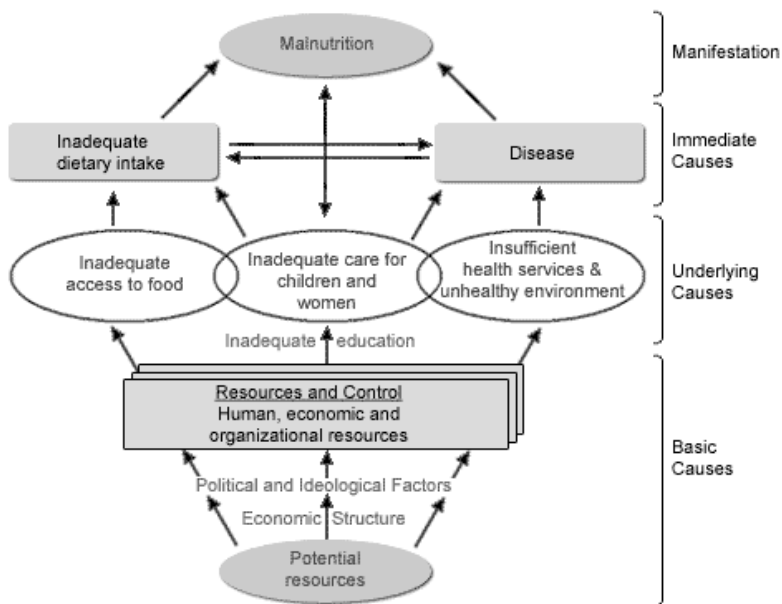 Malnutrition
Manifestation
Inadequate
dietary intake
Disease
Immediate
Causes
Inadequate
access to food
Inadequate care for
children and
women
Insufficient
health services &
unhealthy environment
Underlying
Causes
Inadequate education
Resources and Control
Human, economic and
organizational resources
Political and Ideological Factors
Economic Structure
Basic
Causes
Potential
resources